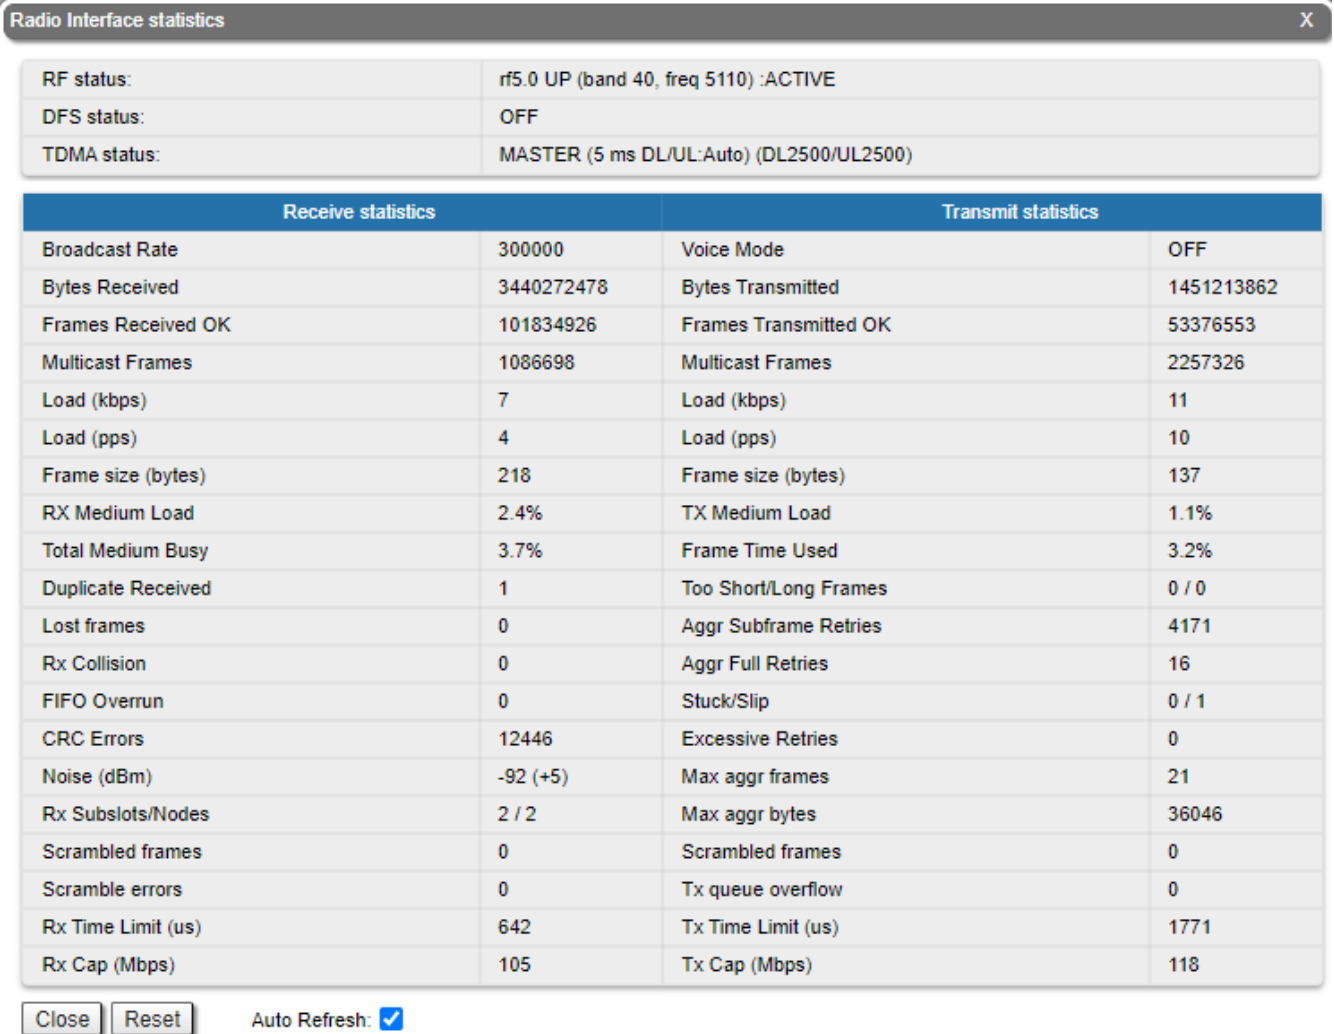 Radio Interface statistics X
RF status: rf5.0 UP (band 40, freq 5110) :ACTIVE
DFS status: OFF
TDMA status: MASTER (5 ms DL/UL:Auto) (DL2500/UL2500)
Receive statistics Transmit statistics
Broadcast Rate 300000 Voice Mode OFF
Bytes Received 3440272478 Bytes Transmitted 1451213862
Frames Received OK 101834926 Frames Transmitted OK 53376553
Multicast Frames 1086698 Multicast Frames 2257326
Load (kbps) 7 Load (kbps) 11
Load (pps) 4 Load (pps) 10
Frame size (bytes) 218 Frame size (bytes) 137
RX Medium Load 2.4% TX Medium Load 1.1%
Total Medium Busy 3.7% Frame Time Used 3.2%
Duplicate Received 1 Too Short/Long Frames 0 / 0
Lost frames 0 Aggr Subframe Retries 4171
Rx Collision 0 Aggr Full Retries 16
FIFO Overrun 0 Stuck/Slip 0 / 1
CRC Errors 12446 Excessive Retries 0
Noise (dBm) -92 (+5) Max aggr frames 21
Rx Subslots/Nodes 2 / 2 Max aggr bytes 36046
Scrambled frames 0 Scrambled frames 0
Scramble errors 0 Tx queue overflow 0
Rx Time Limit (us) 642 Tx Time Limit (us) 1771
Rx Cap (Mbps) 105 Tx Cap (Mbps) 118
Close Reset Auto Refresh: